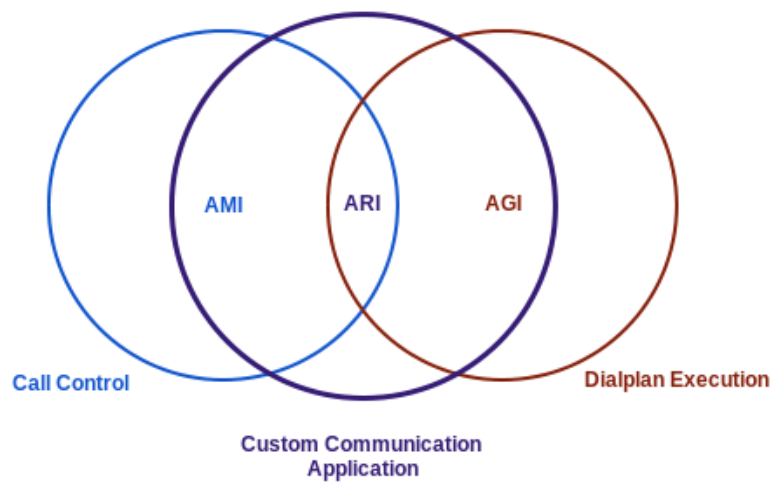 AMI
ARI
AGI
Call Control
Dialplan Execution
Custom Communication
Application